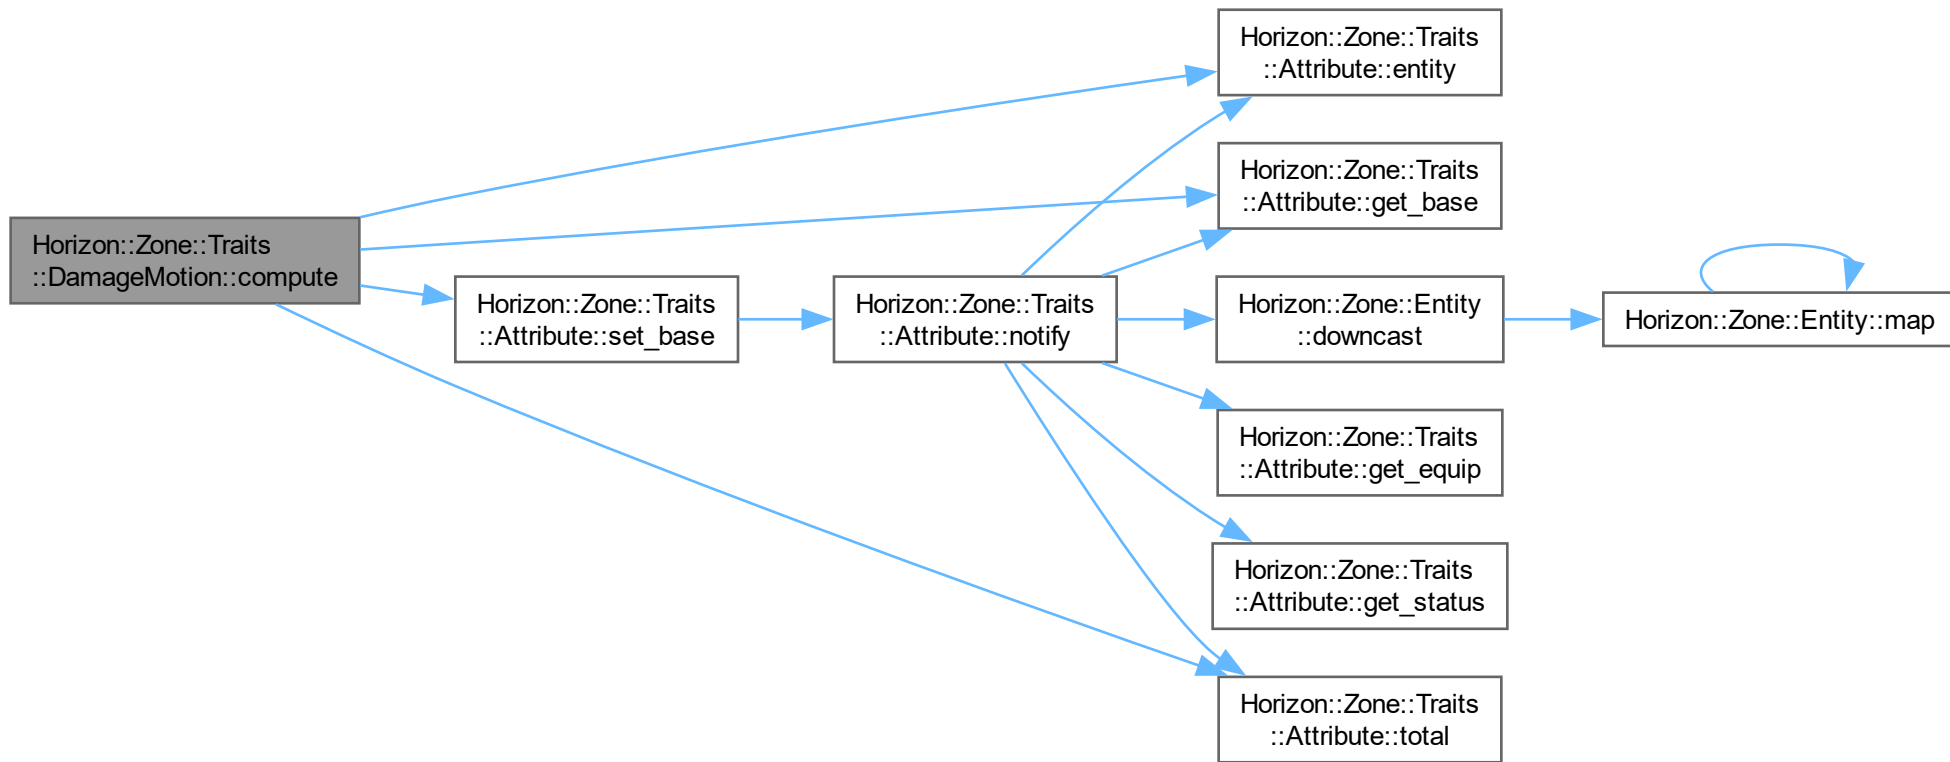 Horizon::Zone::Traits
::DamageMotion::compute
Horizon::Zone::Traits
::Attribute::set_base
Horizon::Zone::Traits
::Attribute::notify
Horizon::Zone::Traits
::Attribute::entity
Horizon::Zone::Traits
::Attribute::get_base
Horizon::Zone::Entity
::downcast
Horizon::Zone::Traits
::Attribute::get_equip
Horizon::Zone::Traits
::Attribute::get_status
Horizon::Zone::Traits
::Attribute::total
Horizon::Zone::Entity::map